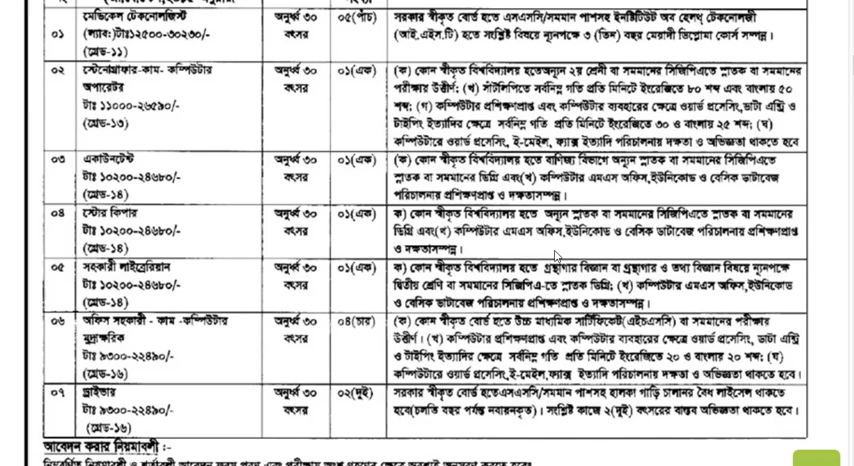 ০১
মেডিকেল টেকনোলজিস্ট
(ল্যাব:)টাঃ১২৫০০-৩০২৩০/-
(গ্রেড-১১)
অনুর্ধ্ব ৩০
বৎসর
০৫(পাঁচ)
সরকার স্বীকৃত বোর্ড হতে এসএসসি/সমমান পাশসহ ইনষ্টিটিউট অব হেলথ্ টেকনোলজী
(আই.এইস.টি) হতে সংশ্লিষ্ট বিষয়ে ন্যূনপক্ষে ৩ (তিন) বছর মেয়াদী ডিপ্লোমা কোর্স সম্পন্ন।
০২
স্টেনোগ্রাফার-কাম- কম্পিউটার
অপারেটর
টাঃ ১১০০০-২৬৫৯০/-
(গ্রেড-১৩)
অনুর্ধ্ব ৩০
বৎসর
০১(এক)
(ক) কোন স্বীকৃত বিশ্ববিদ্যালয় হতেঅন্যূন ২য় শ্রেনী বা সমমানের সিজিপিএতে স্নাতক বা সমমানের
পরীক্ষায় উত্তীর্ণ; (খ) সাঁটলিপিতে সর্বনিম্ন গতি প্রতি মিনিটে ইংরেজিতে ৮০ শব্দ এবং বাংলায় ৫০
শব্দ; (গ) কম্পিউটার প্রশিক্ষণপ্রাপ্ত এবং কম্পিউটার ব্যবহারের ক্ষেত্রে ওয়ার্ড প্রসেসিং,ডাটা এন্ট্রি ও
টাইপিং ইত্যাদির ক্ষেত্রে সর্বনিম্ন গতি প্রতি মিনিটে ইংরেজিতে ৩০ ও বাংলায় ২৫ শব্দ; (ঘ)
কম্পিউটারে ওয়ার্ড প্রসেসিং, ই-মেইল, ফ্যাক্স ইত্যাদি পরিচালনায় দক্ষতা ও অভিজ্ঞতা থাকতে হবে
০৩
একাউনটেন্ট
টাঃ ১০২০০-২৪৬৮০/-
(গ্রেড-১৪)
অনুর্ধ্ব ৩০
বৎসর
০১(এক)
(ক) কোন স্বীকৃত বিশ্ববিদ্যালয় হতে বাণিজ্য বিভাগে অন্যূন স্নাতক বা সমমানের সিজিপিএতে
স্নাতক বা সমমানের ডিগ্রি এবং(খ) কম্পিউটার এমএস অফিস,ইউনিকোড ও বেসিক ডাটাবেজ
পরিচালনায় প্রশিক্ষণপ্রাপ্ত ও দক্ষতাসম্পন্ন।
০৪
স্টোর কিপার
টাঃ ১০২০০-২৪৬৮০/-
(গ্রেড-১৪)
অনুর্ধ্ব ৩০
বৎসর
০১(এক)
ক) কোন স্বীকৃত বিশ্ববিদ্যালয় হতে অন্যূন স্নাতক বা সমমানের সিজিপিএতে স্নাতক বা সমমানের
ডিগ্রি এবং(খ) কম্পিউটার এমএস অফিস,ইউনিকোড ও বেসিক ডাটাবেজ পরিচালনায় প্রশিক্ষণপ্রাপ্ত
ও দক্ষতাসম্পন্ন।
০৫
সহকারী লাইব্রেরিয়ান
টাঃ ১০২০০-২৪৬৮০/-
(গ্রেড-১৪)
অনুর্ধ্ব ৩০
বৎসর
০১(এক)
ক) কোন স্বীকৃত বিশ্ববিদ্যালয় হতে গ্রন্থাগার বিজ্ঞান বা গ্রন্থাগার ও তথ্য বিজ্ঞান বিষয়ে ন্যূনপক্ষে
দ্বিতীয় শ্রেণি বা সমমানের সিজিপিএ-তে স্নাতক ডিগ্রি; (খ) কম্পিউটার এমএস অফিস,ইউনিকোড
ও বেসিক ডাটাবেজ পরিচালনায় প্রশিক্ষণপ্রাপ্ত ও দক্ষতাসম্পন্ন।
০৬
অফিস সহকারী - কাম -কম্পিউটার
মুদ্রাক্ষরিক
টাঃ ৯৩০০-২২৪৯০/-
(গ্রেড-১৬)
অনুর্ধ্ব ৩০
বৎসর
০৪(চার)
(ক) কোন স্বীকৃত বোর্ড হতে উচ্চ মাধ্যমিক সার্টিফিকেট(এইচএসসি) বা সমমানের পরীক্ষার
উত্তীর্ণ। (খ) কম্পিউটার প্রশিক্ষণপ্রাপ্ত এবং কম্পিউটার ব্যবহারের ক্ষেত্রে ওয়ার্ড প্রসেসিং, ডাটা এন্ট্রি
ও টাইপিং ইত্যাদির ক্ষেত্রে সর্বনিম্ন গতি প্রতি মিনিটে ইংরেজিতে ২০ ও বাংলায় ২০ শব্দ; (ঘ)
কম্পিউটারে ওয়ার্ড প্রসেসিং,ই-মেইল,ফ্যাক্স ইত্যাদি পরিচালনায় দক্ষতা ও অভিজ্ঞতা থাকতে হবে।
০৭
ড্রাইভার
টাঃ ৯৩০০-২২৪৯০/-
(গ্রেড-১৬)
অনুর্ধ্ব ৩০
বৎসর
০২(দুই)
সরকার স্বীকৃত বোর্ড হতেএসএসসি/সমমান পাশসহ হালকা গাড়ি চালানর বৈধ লাইসেন্স থাকতে
হবে(চলতি বছর পর্যন্ত নবায়নকৃত)। সংশ্লিষ্ট কাজে ২(দুই) বৎসরের বাস্তব অভিজ্ঞতা থাকতে হবে।
আবেদন করার নিয়মাবলী :-